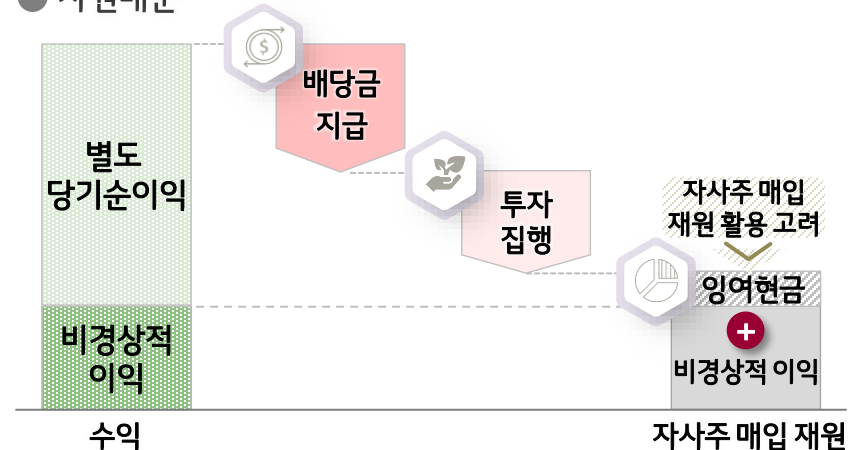 별도
당기순이익
비경상적
이익
수익
배당금
지급
투자
집행
자사주 매입
재원 활용 고려
잉여현금
+
비경상적 이익
자사주 매입 재원